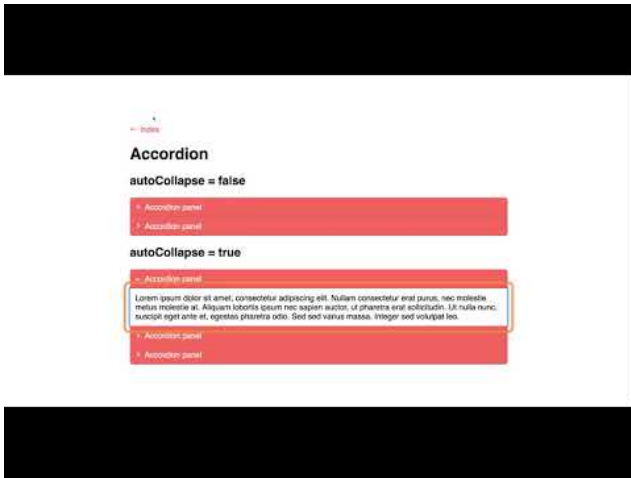 ← Index
Accordion
autoCollapse = false
Accordion panel
Accordion panel
autoCollapse = true
Accordion panel
Lorem ipsum dolor sit amet, consectetur adipiscing elit. Nullam consectetur erat purus, nec molestie
metus molestie at. Aliquam lobortis ipsum nec sapien auctor, ut pharetra erat sollicitudin. Ut nulla nunc,
suscipit eget ante et, egestas pharetra odio. Sed sed varius massa. Integer sed volutpat leo.
Accordion panel
Accordion panel